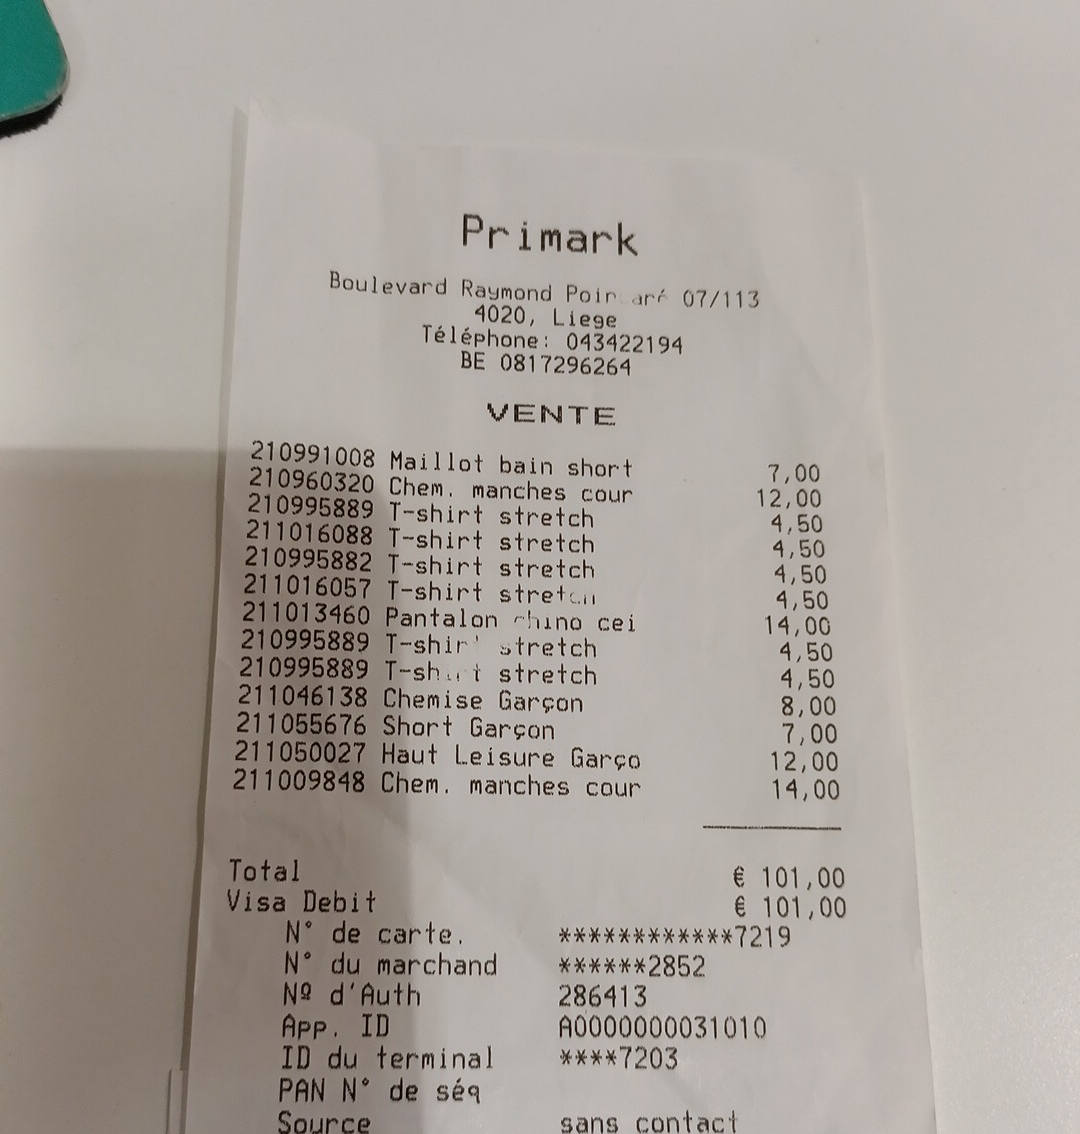 Primark
Boulevard Raymond 07/113
4020, Liege
Téléphone: 043422194
BE 0817296264
VENTE
210991008 Maillot bain short 7,00
210960320 Chem. manches cour 12,00
210995889 T-shirt stretch 4,50
211016088 T-shirt stretch 4,50
210995882 T-shirt stretch 4,50
211016057 T-shirt stretch 4,50
211013460 Pantalon chino cei 14,00
210995889 T-shirt stretch 4,50
210995889 T-shirt stretch 4,50
211046138 Chemise Garçon 8,00
211055676 Short Garçon 7,00
211050027 Haut Leisure Garço 12,00
211009848 Chem. manches cour 14,00
Total € 101,00
Visa Debit € 101,00
N° de carte. ************7219
N° du marchand ******2852
Nº d'Auth 286413
App. ID A0000000031010
ID du terminal ****7203
PAN N° de séq
Source sans contact